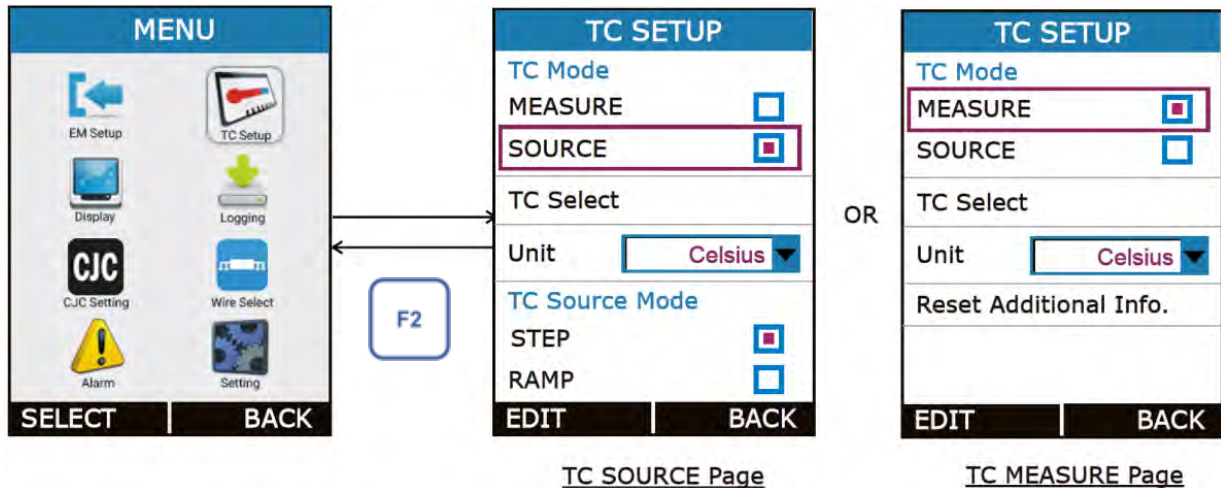 MENU
EM Setup
TC Setup
Display
Logging
CJC
CJC Setting
Wire Select
Alarm
Setting
SELECT
BACK
F2
TC SETUP
TC Mode
MEASURE
SOURCE
TC Select
Unit
Celsius
TC Source Mode
STEP
RAMP
EDIT
BACK
TC SOURCE Page
OR
TC SETUP
TC Mode
MEASURE
SOURCE
TC Select
Unit
Celsius
Reset Additional Info.
EDIT
BACK
TC MEASURE Page